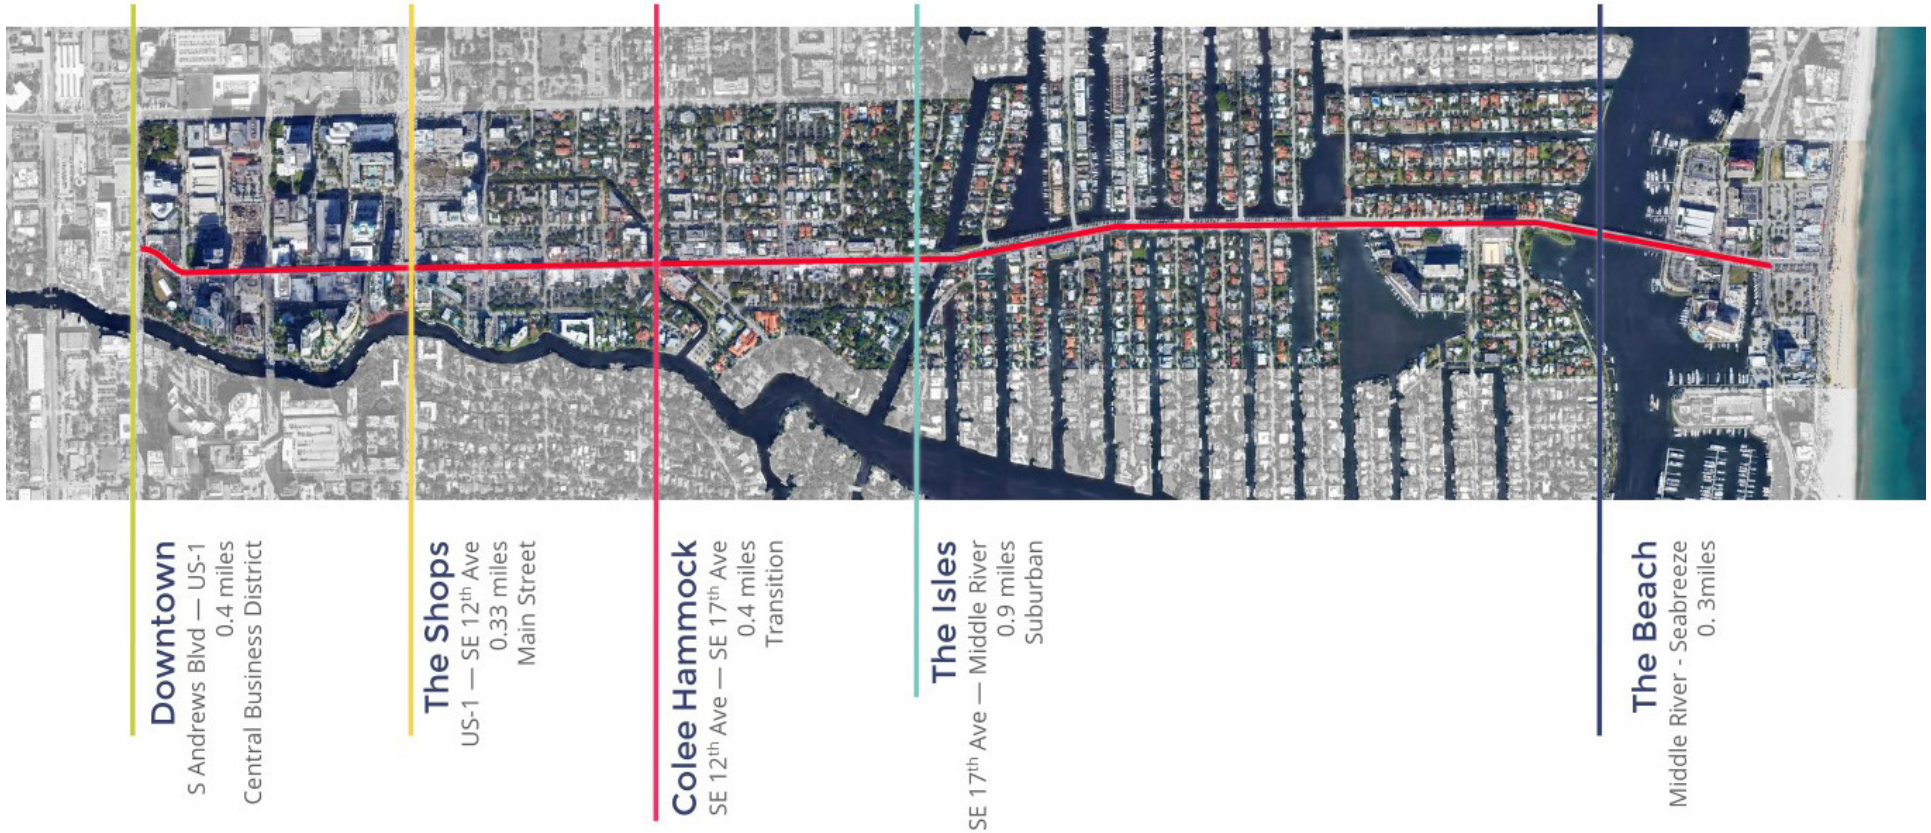 Downtown
S Andrews Blvd — US-1
0.4 miles
Central Business District
The Shops
US-1 — SE 12th Ave
0.33 miles
Main Street
Colee Hammock
SE 12th Ave — SE 17th Ave
0.4 miles
Transition
The Isles
SE 17th Ave — Middle River
0.9 miles
Suburban
The Beach
Middle River - Seabreeze
0. 3miles